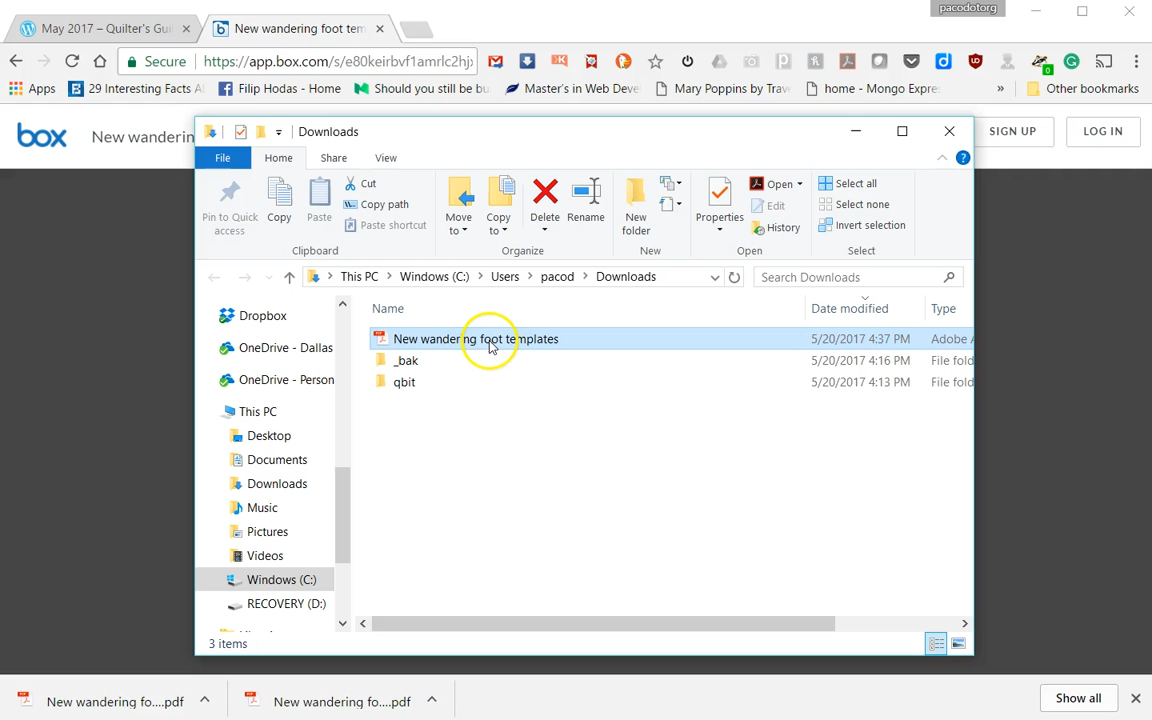 pacodotorg
May 2017 – Quilter's Gui
New wandering foot tem
Secure
https://app.box.com/s/e80keirbvf1amrlc2hj
Apps
29 Interesting Facts A
Filip Hodas - Home
Should you still be bu
Master's in Web Deve
Mary Poppins by Trav
home - Mongo Expre
»
Other bookmarks
box
New wanderin
SIGN UP
LOG IN
Downloads
File
Home
Share
View
Pin to Quick access
Copy
Paste
Cut
Copy path
Paste shortcut
Clipboard
Move to
Copy to
Delete
Rename
Organize
New folder
New
Properties
Open
Edit
History
Open
Select all
Select none
Invert selection
Select
This PC > Windows (C:) > Users > pacod > Downloads
Search Downloads
Dropbox
OneDrive - Dallas
OneDrive - Person
This PC
Desktop
Documents
Downloads
Music
Pictures
Videos
Windows (C:)
RECOVERY (D:)
Name
Date modified
Type
New wandering foot templates
5/20/2017 4:37 PM
Adobe A
_bak
5/20/2017 4:16 PM
File fold
qbit
5/20/2017 4:13 PM
File fold
3 items
New wandering fo....pdf
New wandering fo....pdf
Show all